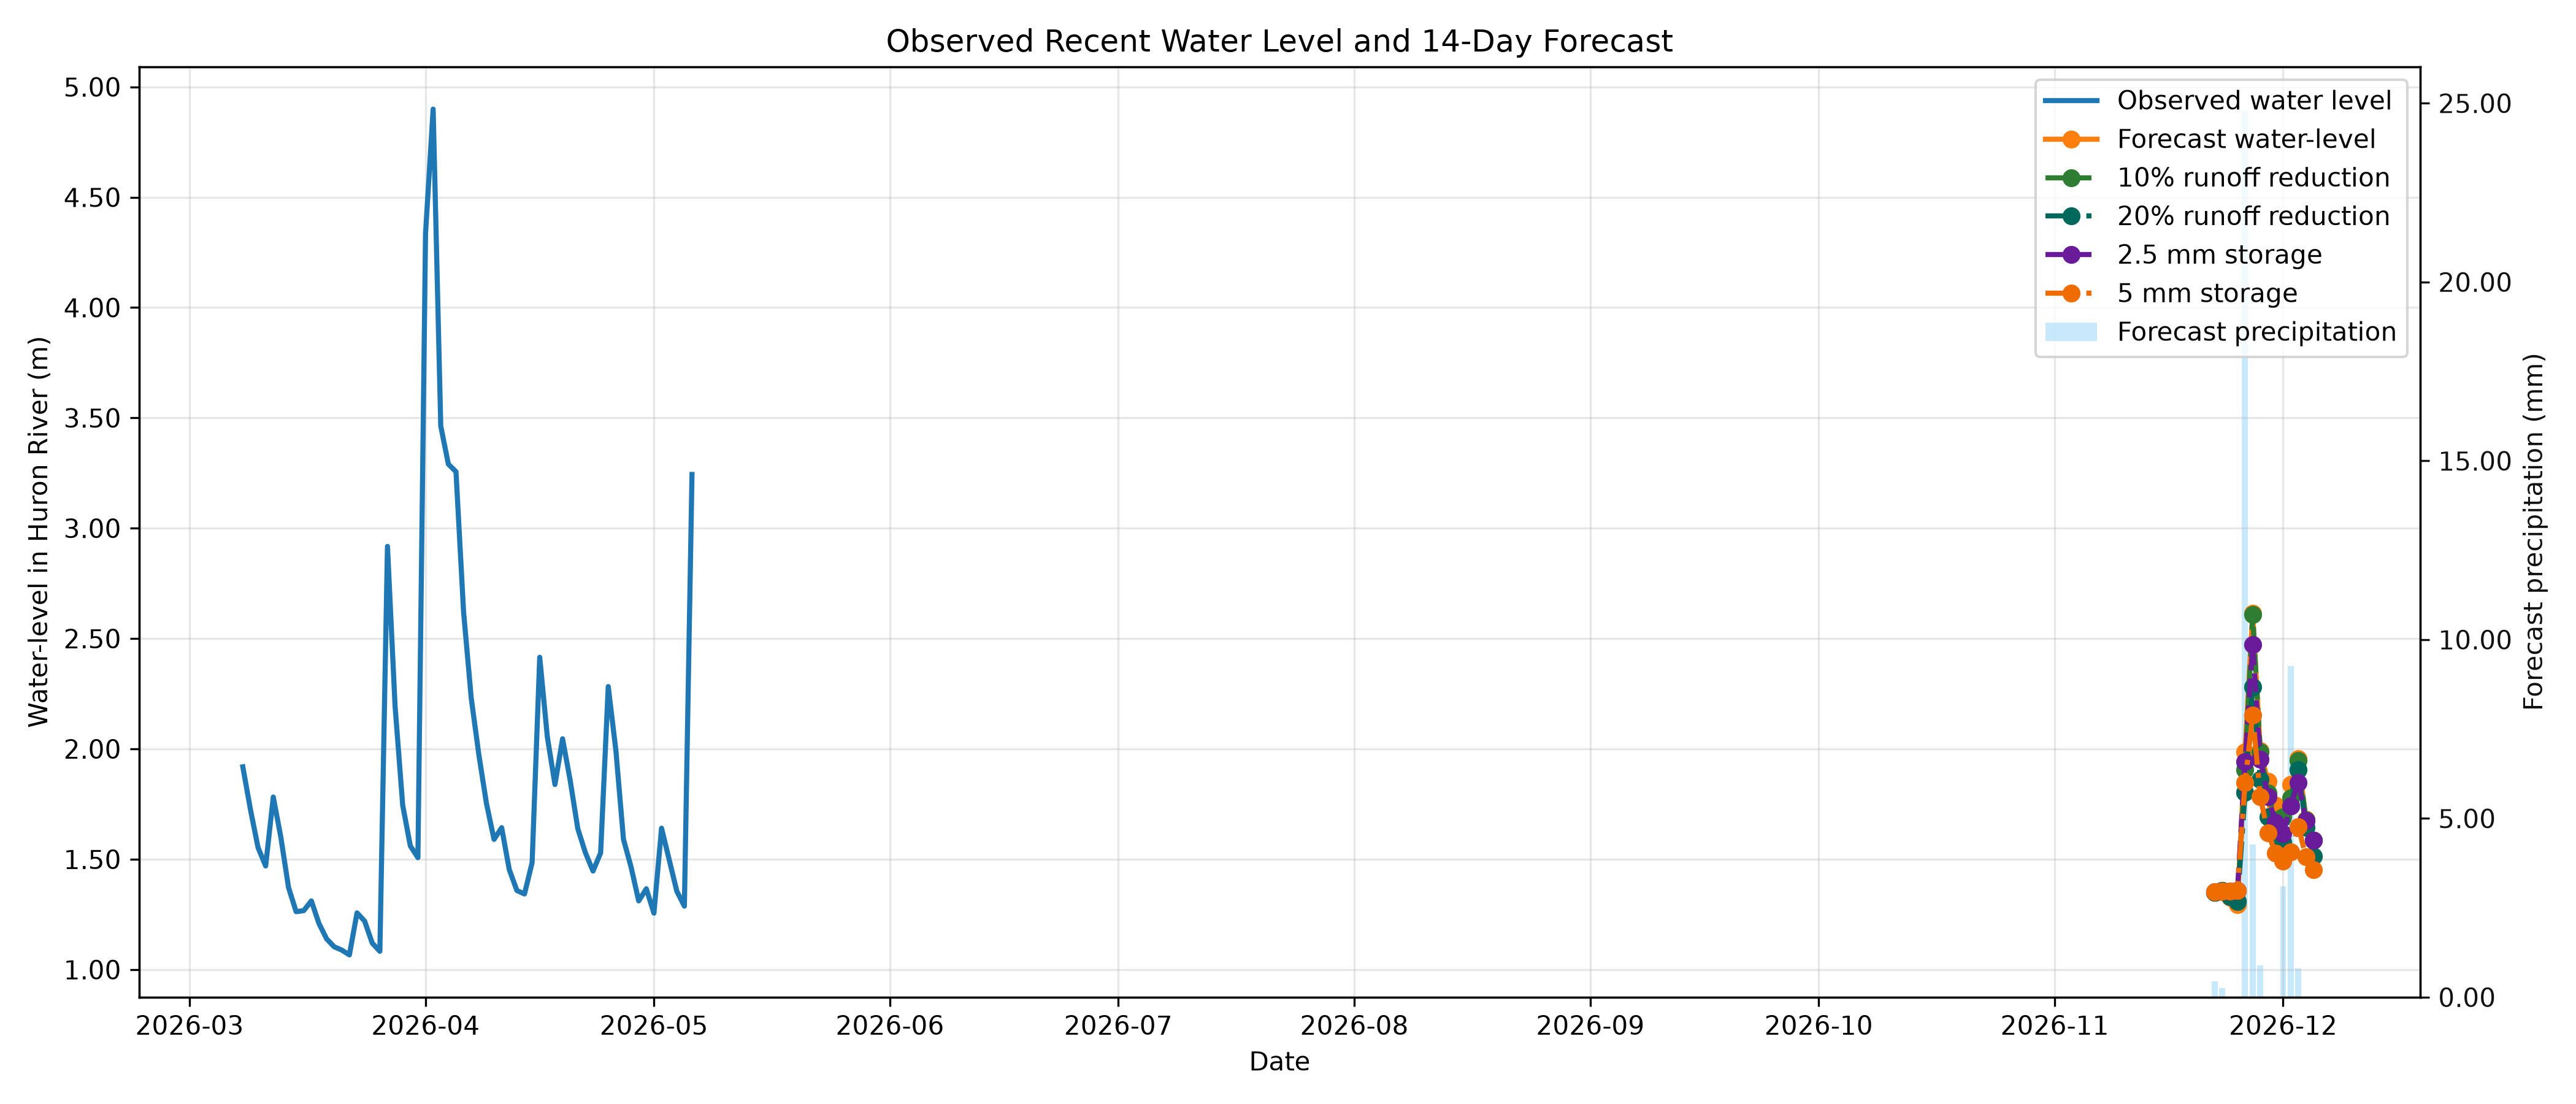 Observed Recent Water Level and 14-Day Forecast
Water-level in Huron River (m)
5.00
4.50
4.00
3.50
3.00
2.50
2.00
1.50
1.00
Observed water level
Forecast water-level
10% runoff reduction
20% runoff reduction
2.5 mm storage
5 mm storage
Forecast precipitation
25.00
20.00
15.00
10.00
5.00
0.00
Forecast precipitation (mm)
2026-03
2026-04
2026-05
2026-06
2026-07
2026-08
2026-09
2026-10
2026-11
2026-12
Date